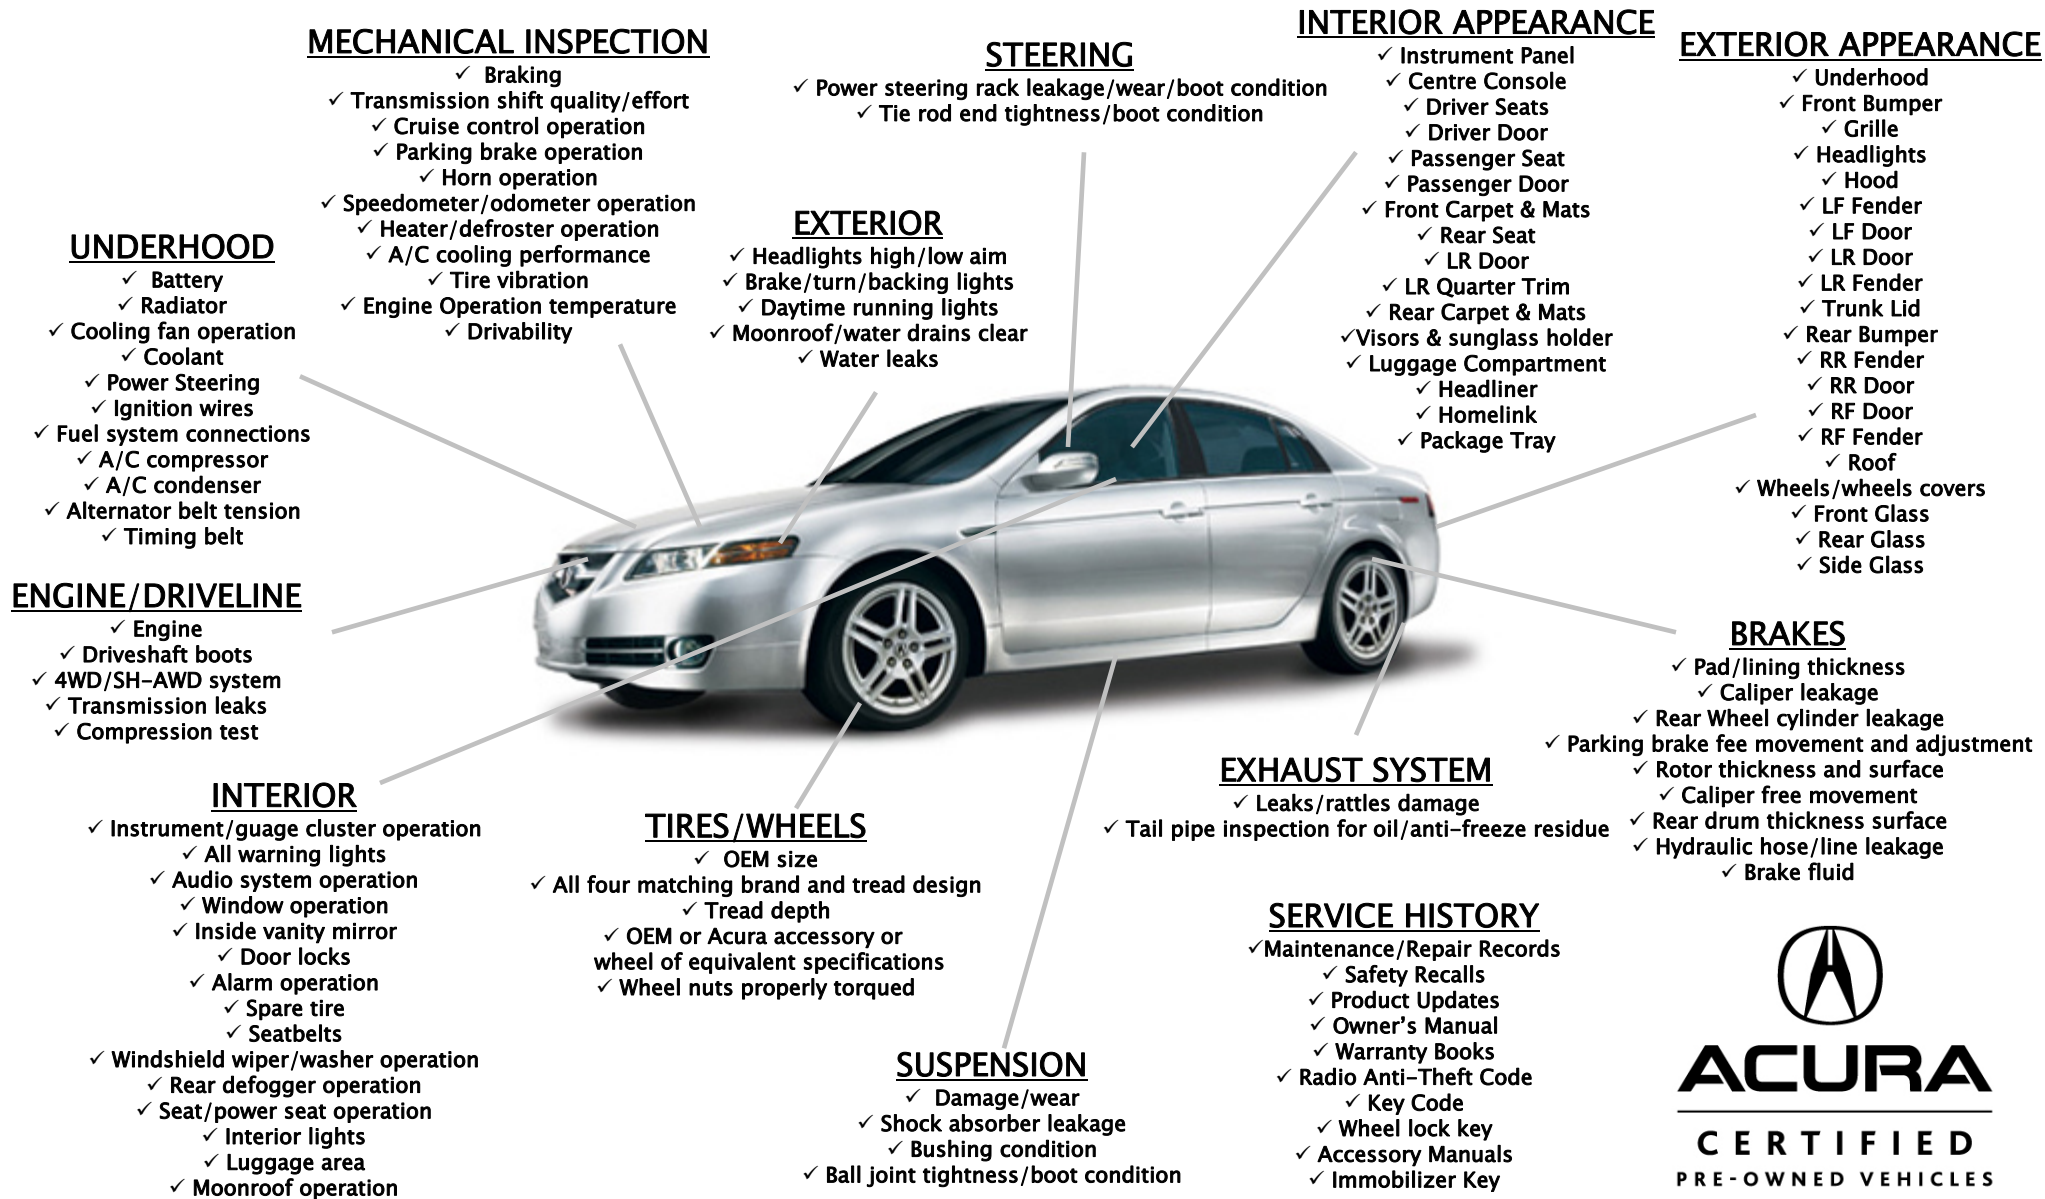 MECHANICAL INSPECTION
✓ Braking
✓ Transmission shift quality/effort
✓ Cruise control operation
✓ Parking brake operation
✓ Horn operation
✓ Speedometer/odometer operation
✓ Heater/defroster operation
✓ A/C cooling performance
✓ Tire vibration
✓ Engine Operation temperature
✓ Drivability
STEERING
✓ Power steering rack leakage/wear/boot condition
✓ Tie rod end tightness/boot condition
INTERIOR APPEARANCE
✓ Instrument Panel
✓ Centre Console
✓ Driver Seats
✓ Driver Door
✓ Passenger Seat
✓ Passenger Door
✓ Front Carpet & Mats
✓ Rear Seat
✓ LR Door
✓ LR Quarter Trim
✓ Rear Carpet & Mats
✓Visors & sunglass holder
✓ Luggage Compartment
✓ Headliner
✓ Homelink
✓ Package Tray
EXTERIOR APPEARANCE
✓ Underhood
✓ Front Bumper
✓ Grille
✓ Headlights
✓ Hood
✓ LF Fender
✓ LF Door
✓ LR Door
✓ LR Fender
✓ Trunk Lid
✓ Rear Bumper
✓ RR Fender
✓ RR Door
✓ RF Door
✓ RF Fender
✓ Roof
✓ Wheels/wheels covers
✓ Front Glass
✓ Rear Glass
✓ Side Glass
UNDERHOOD
✓ Battery
✓ Radiator
✓ Cooling fan operation
✓ Coolant
✓ Power Steering
✓ Ignition wires
✓ Fuel system connections
✓ A/C compressor
✓ A/C condenser
✓ Alternator belt tension
✓ Timing belt
EXTERIOR
✓ Headlights high/low aim
✓ Brake/turn/backing lights
✓ Daytime running lights
✓ Moonroof/water drains clear
✓ Water leaks
ENGINE/DRIVELINE
✓ Engine
✓ Driveshaft boots
✓ 4WD/SH-AWD system
✓ Transmission leaks
✓ Compression test
BRAKES
✓ Pad/lining thickness
✓ Caliper leakage
✓ Rear Wheel cylinder leakage
✓ Parking brake fee movement and adjustment
✓ Rotor thickness and surface
✓ Caliper free movement
✓ Rear drum thickness surface
✓ Hydraulic hose/line leakage
✓ Brake fluid
INTERIOR
✓ Instrument/guage cluster operation
✓ All warning lights
✓ Audio system operation
✓ Window operation
✓ Inside vanity mirror
✓ Door locks
✓ Alarm operation
✓ Spare tire
✓ Seatbelts
✓ Windshield wiper/washer operation
✓ Rear defogger operation
✓ Seat/power seat operation
✓ Interior lights
✓ Luggage area
✓ Moonroof operation
TIRES/WHEELS
✓ OEM size
✓ All four matching brand and tread design
✓ Tread depth
✓ OEM or Acura accessory or
wheel of equivalent specifications
✓ Wheel nuts properly torqued
EXHAUST SYSTEM
✓ Leaks/rattles damage
✓ Tail pipe inspection for oil/anti-freeze residue
SUSPENSION
✓ Damage/wear
✓ Shock absorber leakage
✓ Bushing condition
✓ Ball joint tightness/boot condition
SERVICE HISTORY
✓Maintenance/Repair Records
✓ Safety Recalls
✓ Product Updates
✓ Owner's Manual
✓ Warranty Books
✓ Radio Anti-Theft Code
✓ Key Code
✓ Wheel lock key
✓ Accessory Manuals
✓ Immobilizer Key
ACURA
CERTIFIED
PRE-OWNED VEHICLES